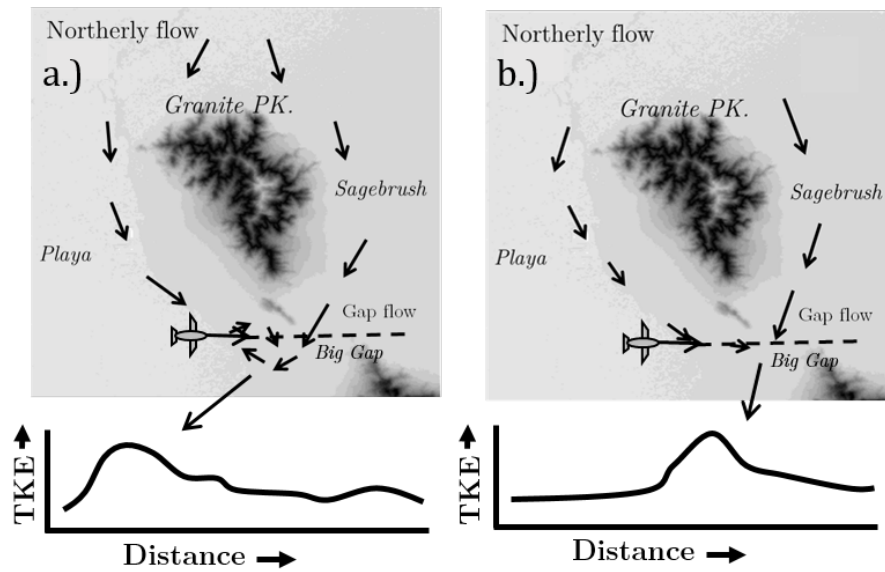 Northerly flow
a.)
Granite PK.
Sagebrush
Playa
Gap flow
Big Gap
TKE
Distance
Northerly flow
b.)
Granite PK.
Sagebrush
Playa
Gap flow
Big Gap
TKE
Distance